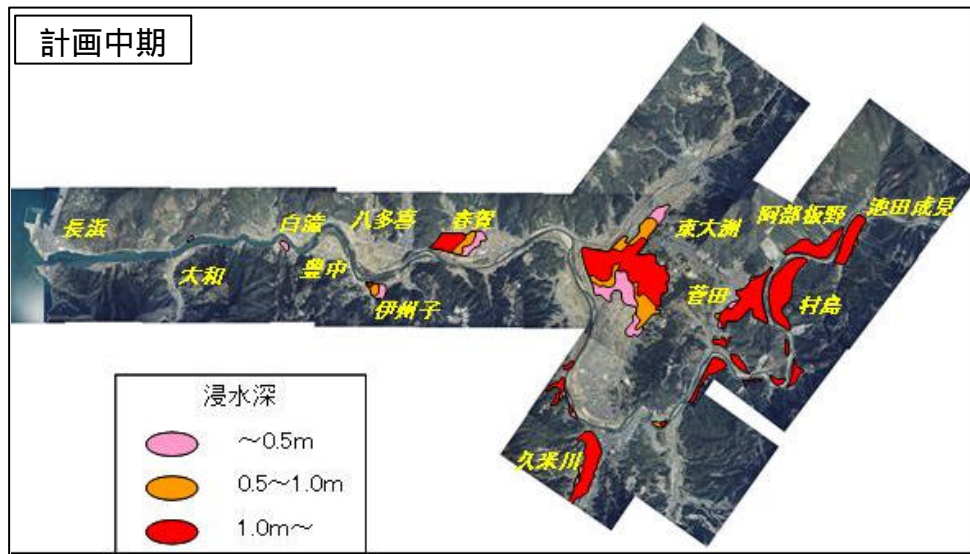 計画中期
長浜
大和
白滝
豊中
八多喜
伊州子
春賀
東大洲
阿部板野
池田成見
菅田
村島
久米川
浸水深
～0.5m
0.5～1.0m
1.0m～